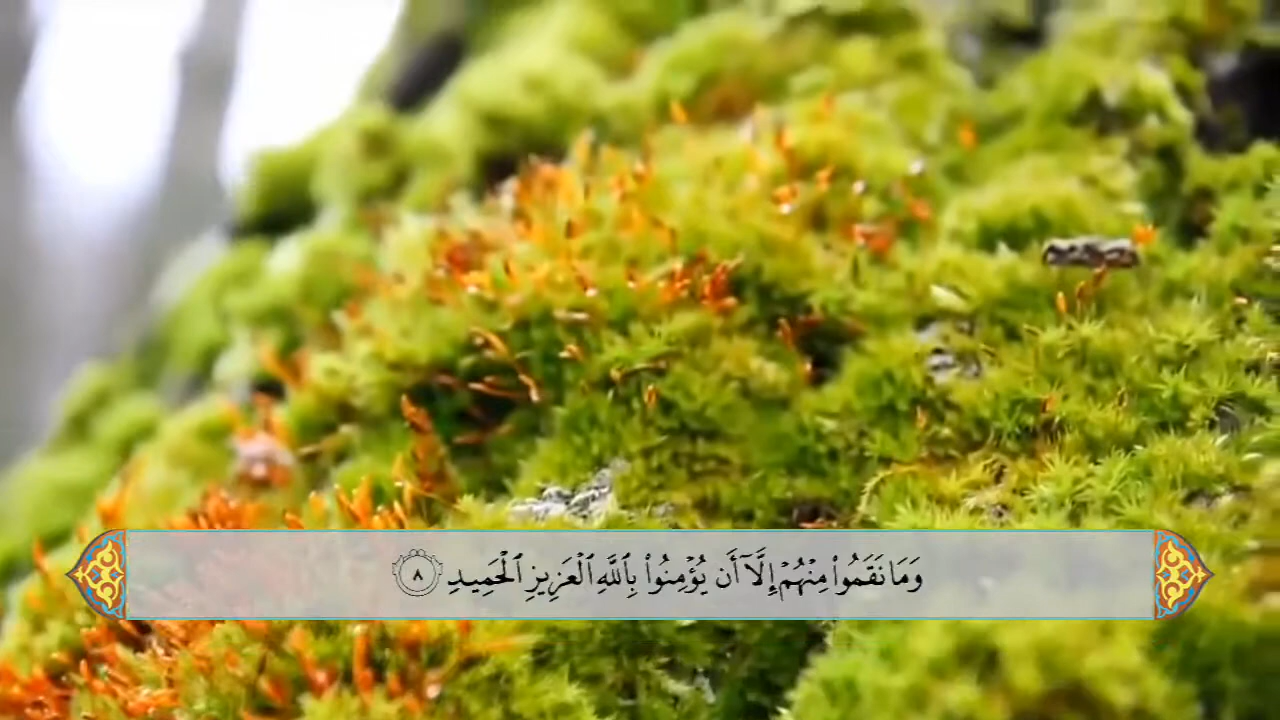 وَمَا نَقَمُوا۟ مِنْهُمْ إِلَّآ أَن يُؤْمِنُوا۟ بِٱللَّهِ ٱلْعَزِيزِ ٱلْحَمِيدِ ٨